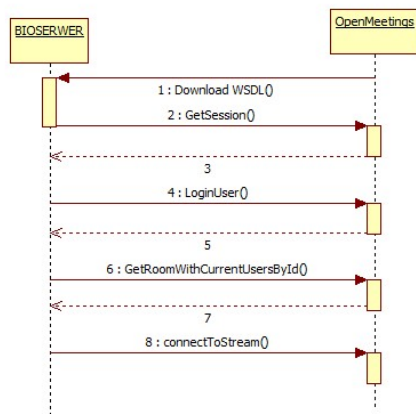 BIOSERWER
OpenMeetings
1 : Download WSDL()
2 : GetSession()
3
4 : LoginUser()
5
6 : GetRoomWithCurrentUsersById()
7
8 : connectToStream()